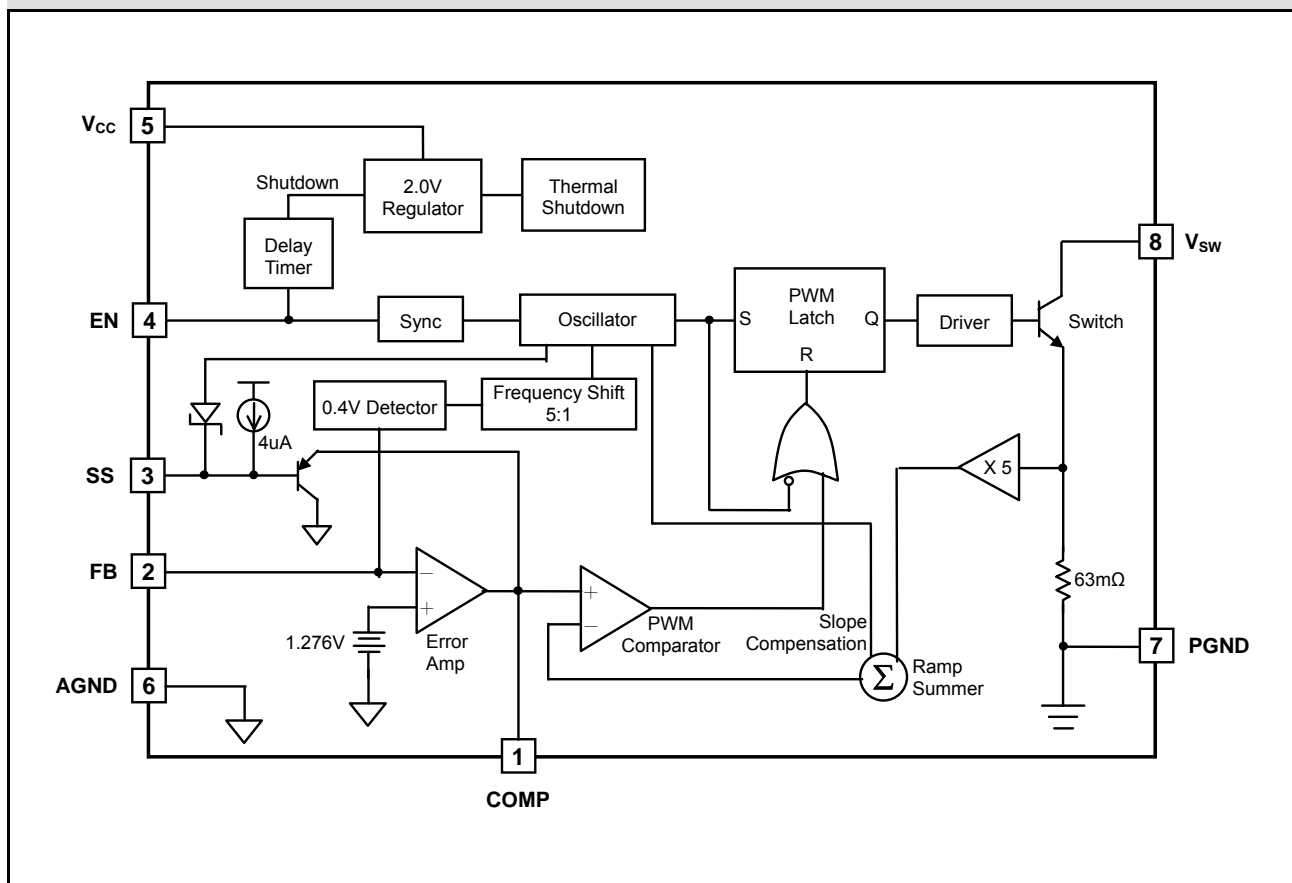 V_CC
5
Shutdown
2.0V
Regulator
Thermal
Shutdown
Delay
Timer
8
V_SW
EN
4
Sync
Oscillator
S
PWM
Latch
Q
R
Driver
Switch
0.4V Detector
Frequency Shift
5:1
4uA
SS
3
X 5
FB
2
−
+
1.276V
Error
Amp
+
−
PWM
Comparator
Slope
Compensation
63mΩ
Σ
Ramp
Summer
7
PGND
AGND
6
1
COMP